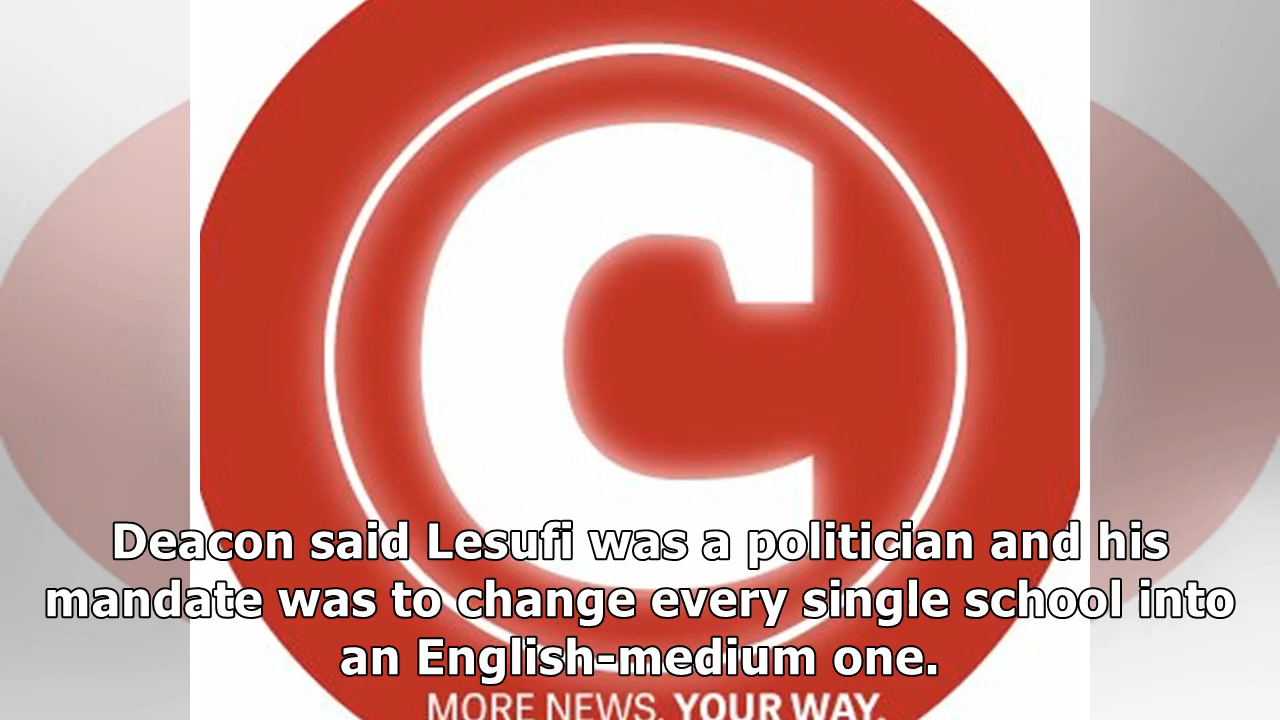 C
Deacon said Lesufi was a politician and his
mandate was to change every single school into
an English-medium one.
MORE NEWS. YOUR WAY.